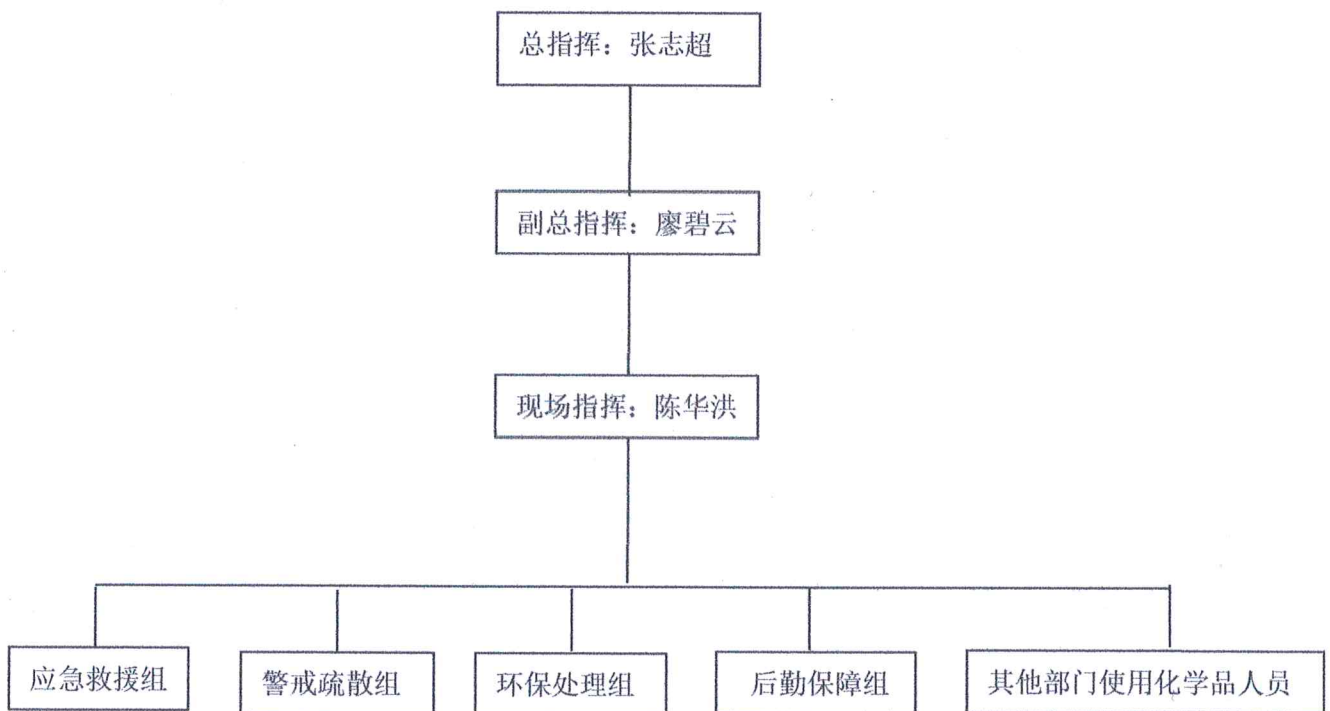 总指挥：张志超
副总指挥：廖碧云
现场指挥：陈华洪
应急救援组
警戒疏散组
环保处理组
后勤保障组
其他部门使用化学品人员